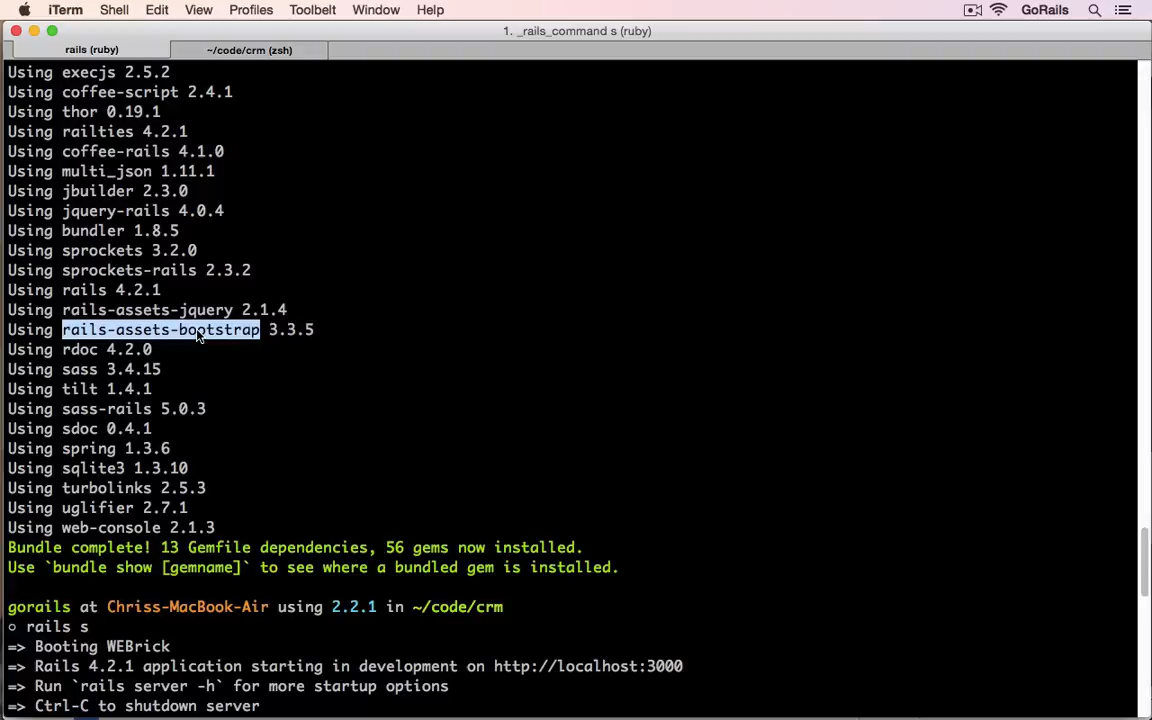 iTerm Shell Edit View Profiles Toolbelt Window Help GoRails
1. _rails_command s (ruby)
rails (ruby) ~/code/crm (zsh)
Using execjs 2.5.2
Using coffee-script 2.4.1
Using thor 0.19.1
Using railties 4.2.1
Using coffee-rails 4.1.0
Using multi_json 1.11.1
Using jbuilder 2.3.0
Using jquery-rails 4.0.4
Using bundler 1.8.5
Using sprockets 3.2.0
Using sprockets-rails 2.3.2
Using rails 4.2.1
Using rails-assets-jquery 2.1.4
Using rails-assets-bootstrap 3.3.5
Using rdoc 4.2.0
Using sass 3.4.15
Using tilt 1.4.1
Using sass-rails 5.0.3
Using sdoc 0.4.1
Using spring 1.3.6
Using sqlite3 1.3.10
Using turbolinks 2.5.3
Using uglifier 2.7.1
Using web-console 2.1.3
Bundle complete! 13 Gemfile dependencies, 56 gems now installed.
Use `bundle show [gemname]` to see where a bundled gem is installed.
gorails at Chriss-MacBook-Air using 2.2.1 in ~/code/crm
○ rails s
=> Booting WEBrick
=> Rails 4.2.1 application starting in development on http://localhost:3000
=> Run `rails server -h` for more startup options
=> Ctrl-C to shutdown server